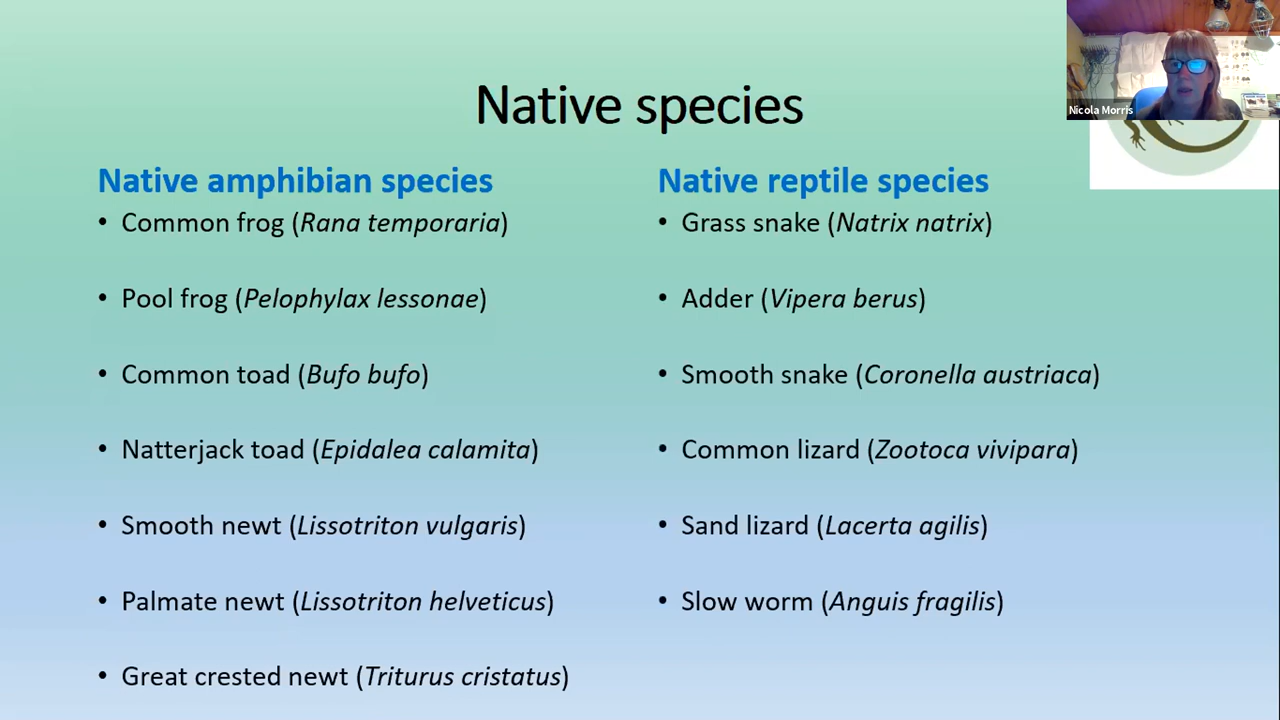 Native species
Nicola Morris
Native amphibian species
• Common frog (Rana temporaria)
• Pool frog (Pelophylax lessonae)
• Common toad (Bufo bufo)
• Natterjack toad (Epidalea calamita)
• Smooth newt (Lissotriton vulgaris)
• Palmate newt (Lissotriton helveticus)
• Great crested newt (Triturus cristatus)
Native reptile species
• Grass snake (Natrix natrix)
• Adder (Vipera berus)
• Smooth snake (Coronella austriaca)
• Common lizard (Zootoca vivipara)
• Sand lizard (Lacerta agilis)
• Slow worm (Anguis fragilis)